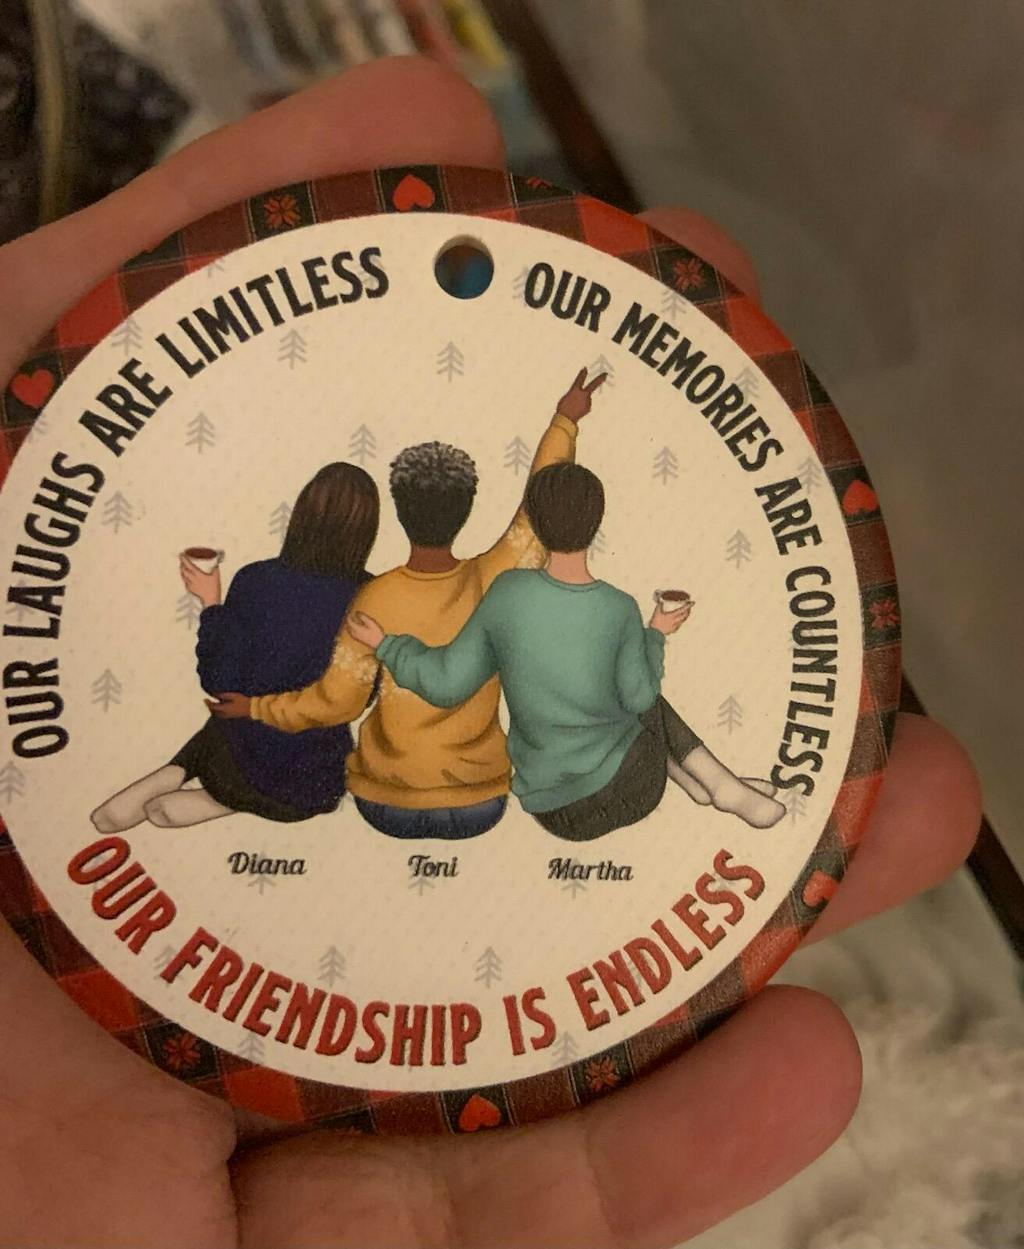 OUR LAUGHS ARE LIMITLESS
OUR MEMORIES ARE COUNTLESS
Diana Toni Martha
OUR FRIENDSHIP IS ENDLESS